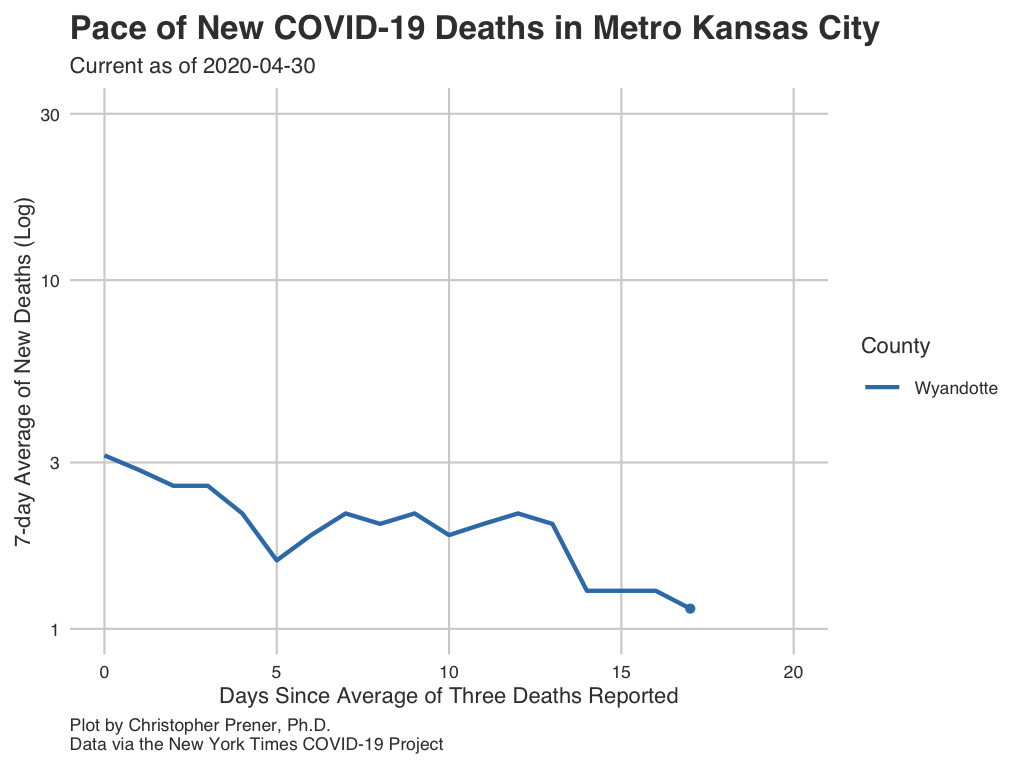 Pace of New COVID-19 Deaths in Metro Kansas City
Current as of 2020-04-30
30
10
3
1
7-day Average of New Deaths (Log)
0 5 10 15 20
Days Since Average of Three Deaths Reported
County
Wyandotte
Plot by Christopher Prener, Ph.D.
Data via the New York Times COVID-19 Project